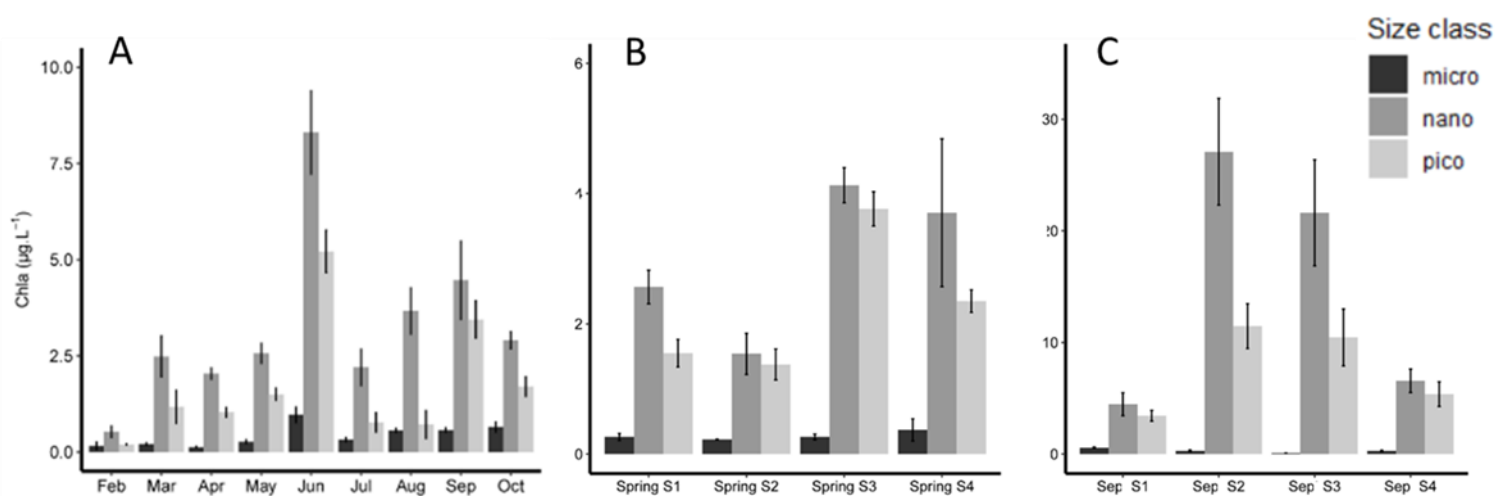 A
B
C
Size class
micro
nano
pico
Chla (µg.L⁻¹)
10.0
7.5
5.0
2.5
0.0
Feb Mar Apr May Jun Jul Aug Sep Oct
6
4
2
0
Spring S1 Spring S2 Spring S3 Spring S4
30
20
10
0
Sep S1 Sep S2 Sep S3 Sep S4